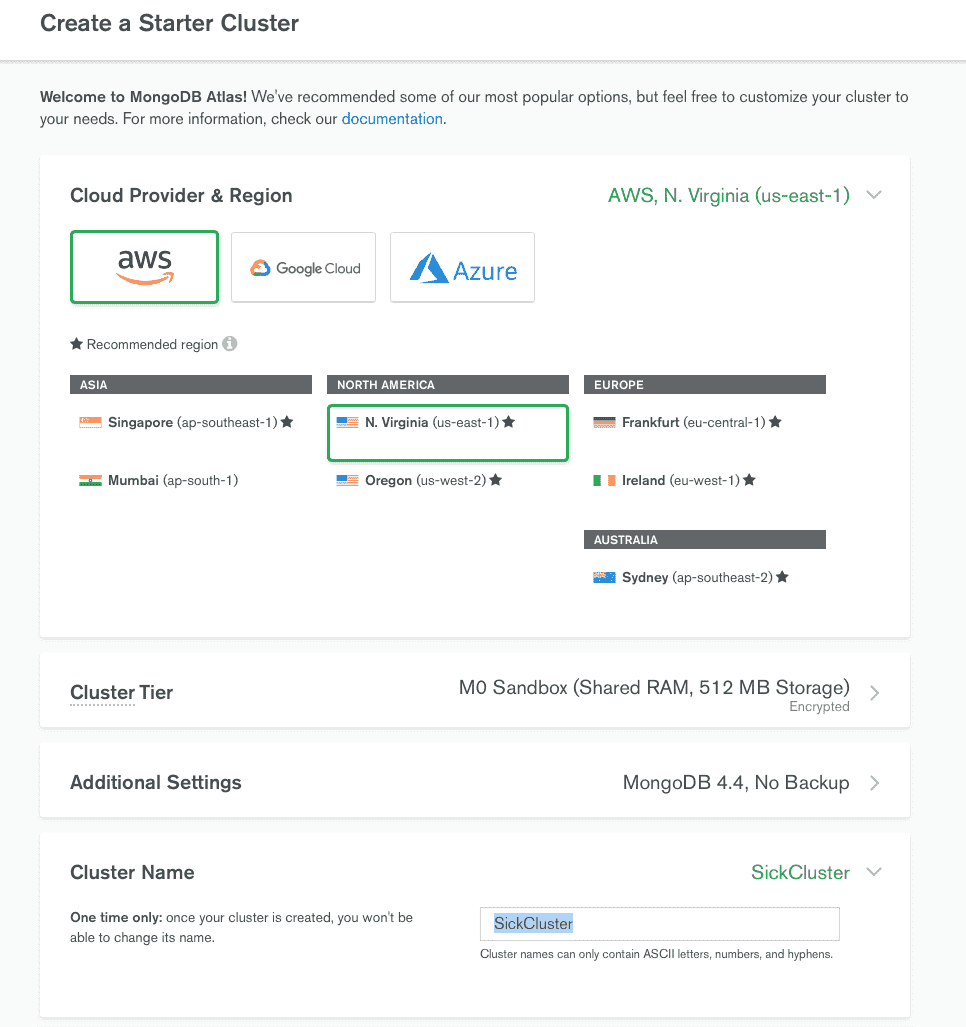 Create a Starter Cluster
Welcome to MongoDB Atlas! We've recommended some of our most popular options, but feel free to customize your cluster to
your needs. For more information, check our documentation.
Cloud Provider & Region
AWS, N. Virginia (us-east-1)
aws
Google Cloud
Azure
★ Recommended region
ASIA
Singapore (ap-southeast-1) ★
Mumbai (ap-south-1)
NORTH AMERICA
N. Virginia (us-east-1) ★
Oregon (us-west-2) ★
EUROPE
Frankfurt (eu-central-1) ★
Ireland (eu-west-1) ★
AUSTRALIA
Sydney (ap-southeast-2) ★
Cluster Tier
M0 Sandbox (Shared RAM, 512 MB Storage)
Encrypted
Additional Settings
MongoDB 4.4, No Backup
Cluster Name
SickCluster
One time only: once your cluster is created, you won't be
able to change its name.
SickCluster
Cluster names can only contain ASCII letters, numbers, and hyphens.